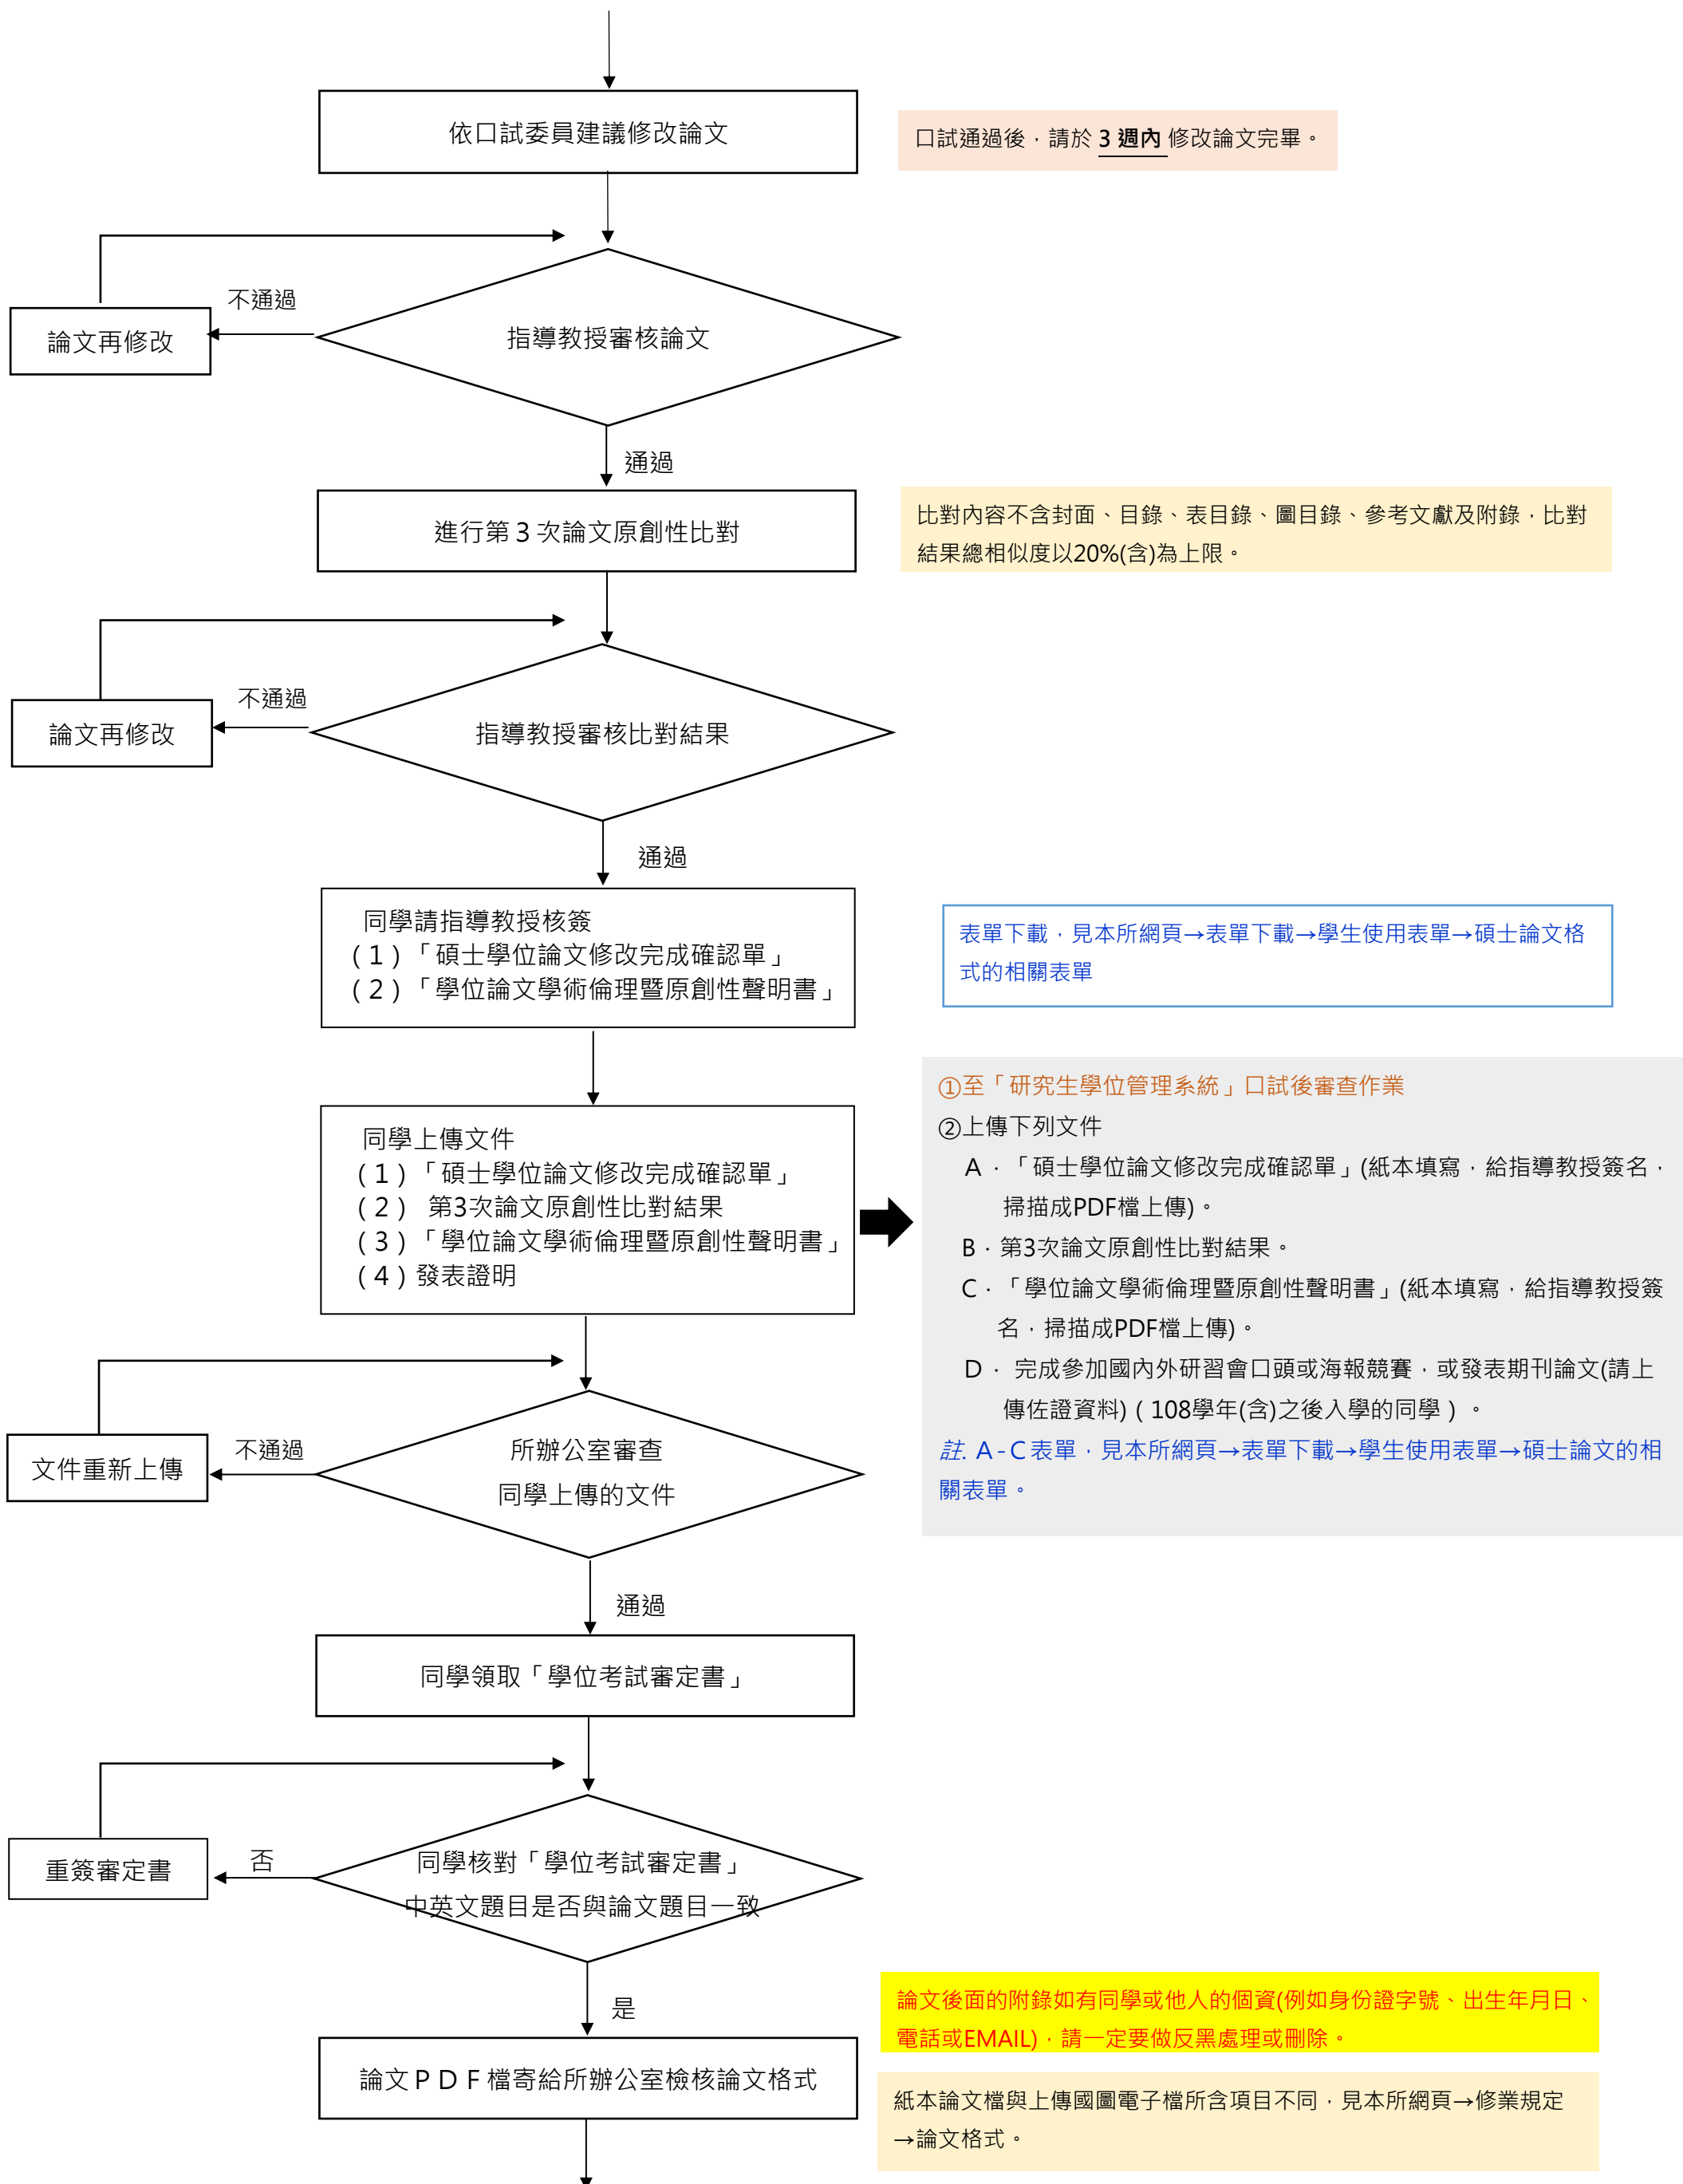 依口試委員建議修改論文
口試通過後，請於 3 週內 修改論文完畢。
不通過
論文再修改
指導教授審核論文
通過
進行第３次論文原創性比對
比對內容不含封面、目錄、表目錄、圖目錄、參考文獻及附錄，比對
結果總相似度以20%(含)為上限。
不通過
論文再修改
指導教授審核比對結果
通過
同學請指導教授核簽
（1）「碩士學位論文修改完成確認單」
（2）「學位論文學術倫理暨原創性聲明書」
表單下載，見本所網頁→表單下載→學生使用表單→碩士論文格
式的相關表單
同學上傳文件
（1）「碩士學位論文修改完成確認單」
（2） 第3次論文原創性比對結果
（3）「學位論文學術倫理暨原創性聲明書」
（4）發表證明
①至「研究生學位管理系統」口試後審查作業
②上傳下列文件
A．「碩士學位論文修改完成確認單」(紙本填寫，給指導教授簽名，
掃描成PDF檔上傳)。
B．第3次論文原創性比對結果。
C．「學位論文學術倫理暨原創性聲明書」(紙本填寫，給指導教授簽
名，掃描成PDF檔上傳)。
D． 完成參加國內外研習會口頭或海報競賽，或發表期刊論文(請上
傳佐證資料)（108學年(含)之後入學的同學）。
註. A-C表單，見本所網頁→表單下載→學生使用表單→碩士論文的相
關表單。
不通過
文件重新上傳
所辦公室審查
同學上傳的文件
通過
同學領取「學位考試審定書」
否
重簽審定書
同學核對「學位考試審定書」
中英文題目是否與論文題目一致
是
論文後面的附錄如有同學或他人的個資(例如身份證字號、出生年月日、
電話或EMAIL)，請一定要做反黑處理或刪除。
論文ＰＤＦ檔寄給所辦公室檢核論文格式
紙本論文檔與上傳國圖電子檔所含項目不同，見本所網頁→修業規定
→論文格式。